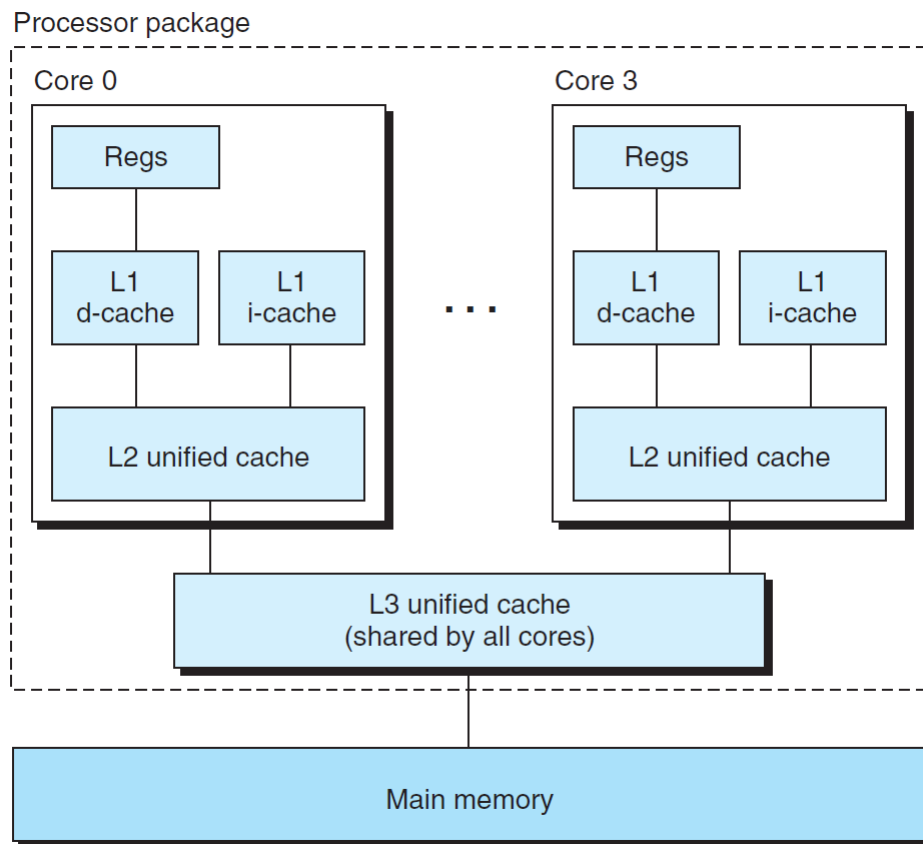 Processor package
Core 0
Core 3
Regs
Regs
L1
d-cache
L1
i-cache
. . .
L1
d-cache
L1
i-cache
L2 unified cache
L2 unified cache
L3 unified cache
(shared by all cores)
Main memory